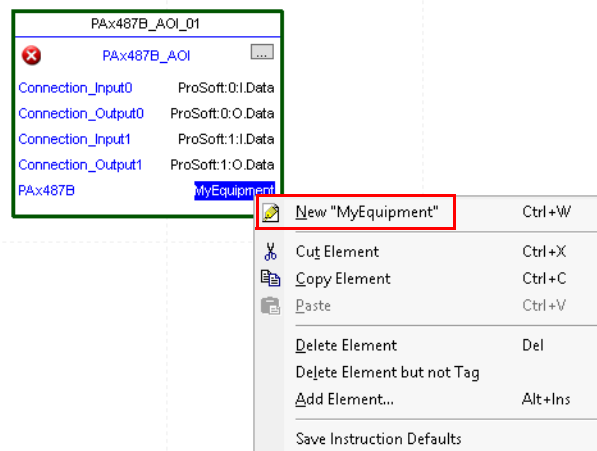 PAx487B_AOI_01
PAx487B_AOI ...
Connection_Input0 ProSoft:0:I.Data
Connection_Output0 ProSoft:0:O.Data
Connection_Input1 ProSoft:1:I.Data
Connection_Output1 ProSoft:1:O.Data
PAx487B MyEquipment
New "MyEquipment" Ctrl+W
Cut Element Ctrl+X
Copy Element Ctrl+C
Paste Ctrl+V
Delete Element Del
Delete Element but not Tag
Add Element... Alt+Ins
Save Instruction Defaults